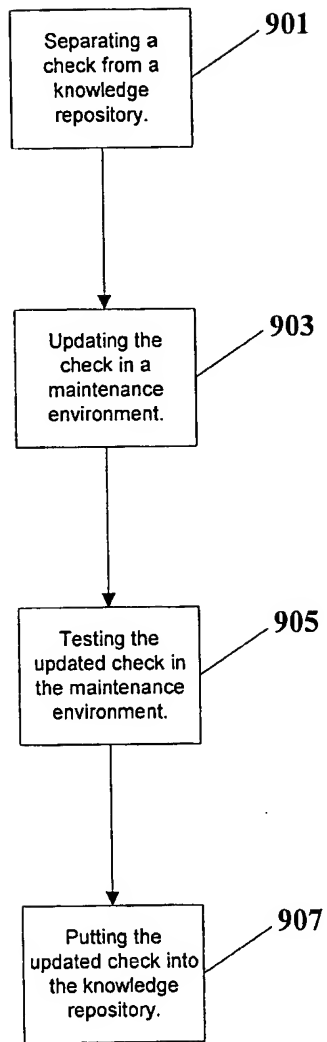 Separating a
check from a
knowledge
repository.
901
Updating the
check in a
maintenance
environment.
903
Testing the
updated check in
the maintenance
environment.
905
Putting the
updated check into
the knowledge
repository.
907